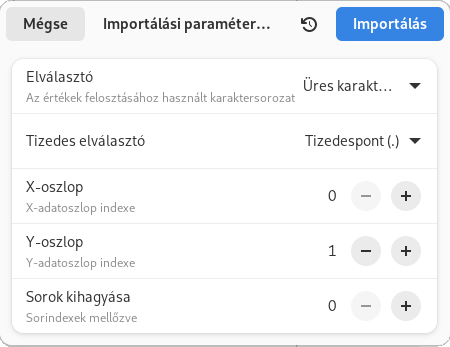 Mégse
Importálási paraméter...
Importálás
Elválasztó
Az értékek felosztásához használt karaktersorozat
Üres karakt...
Tizedes elválasztó
Tizedespont (.)
X-oszlop
X-adatoszlop indexe
0
Y-oszlop
Y-adatoszlop indexe
1
Sorok kihagyása
Sorindexek mellőzve
0